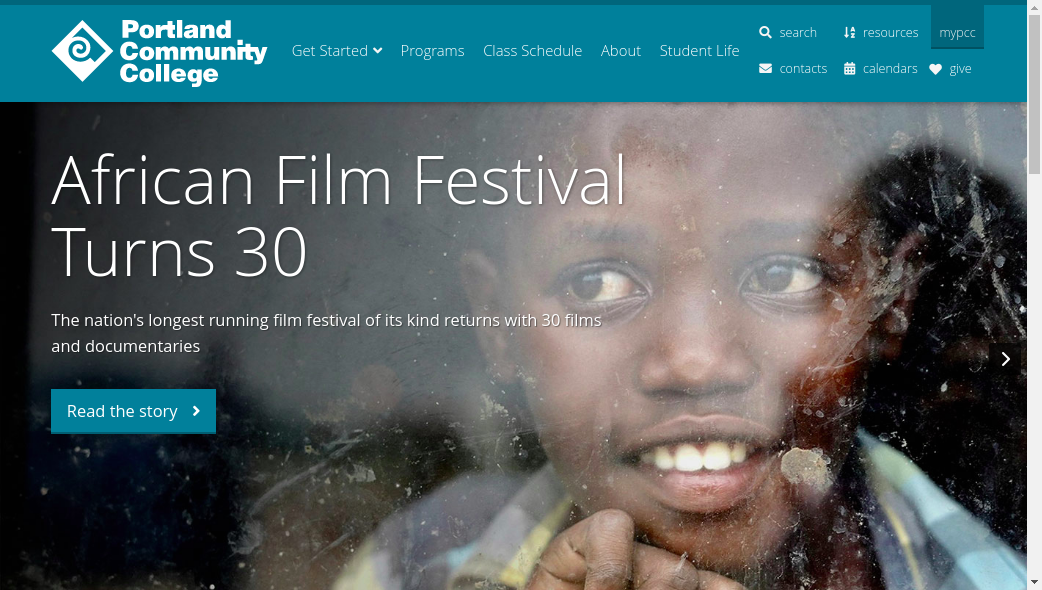 Portland
Community
College
Get Started
Programs
Class Schedule
About
Student Life
search
resources
mypcc
contacts
calendars
give
African Film Festival
Turns 30
The nation's longest running film festival of its kind returns with 30 films
and documentaries
Read the story